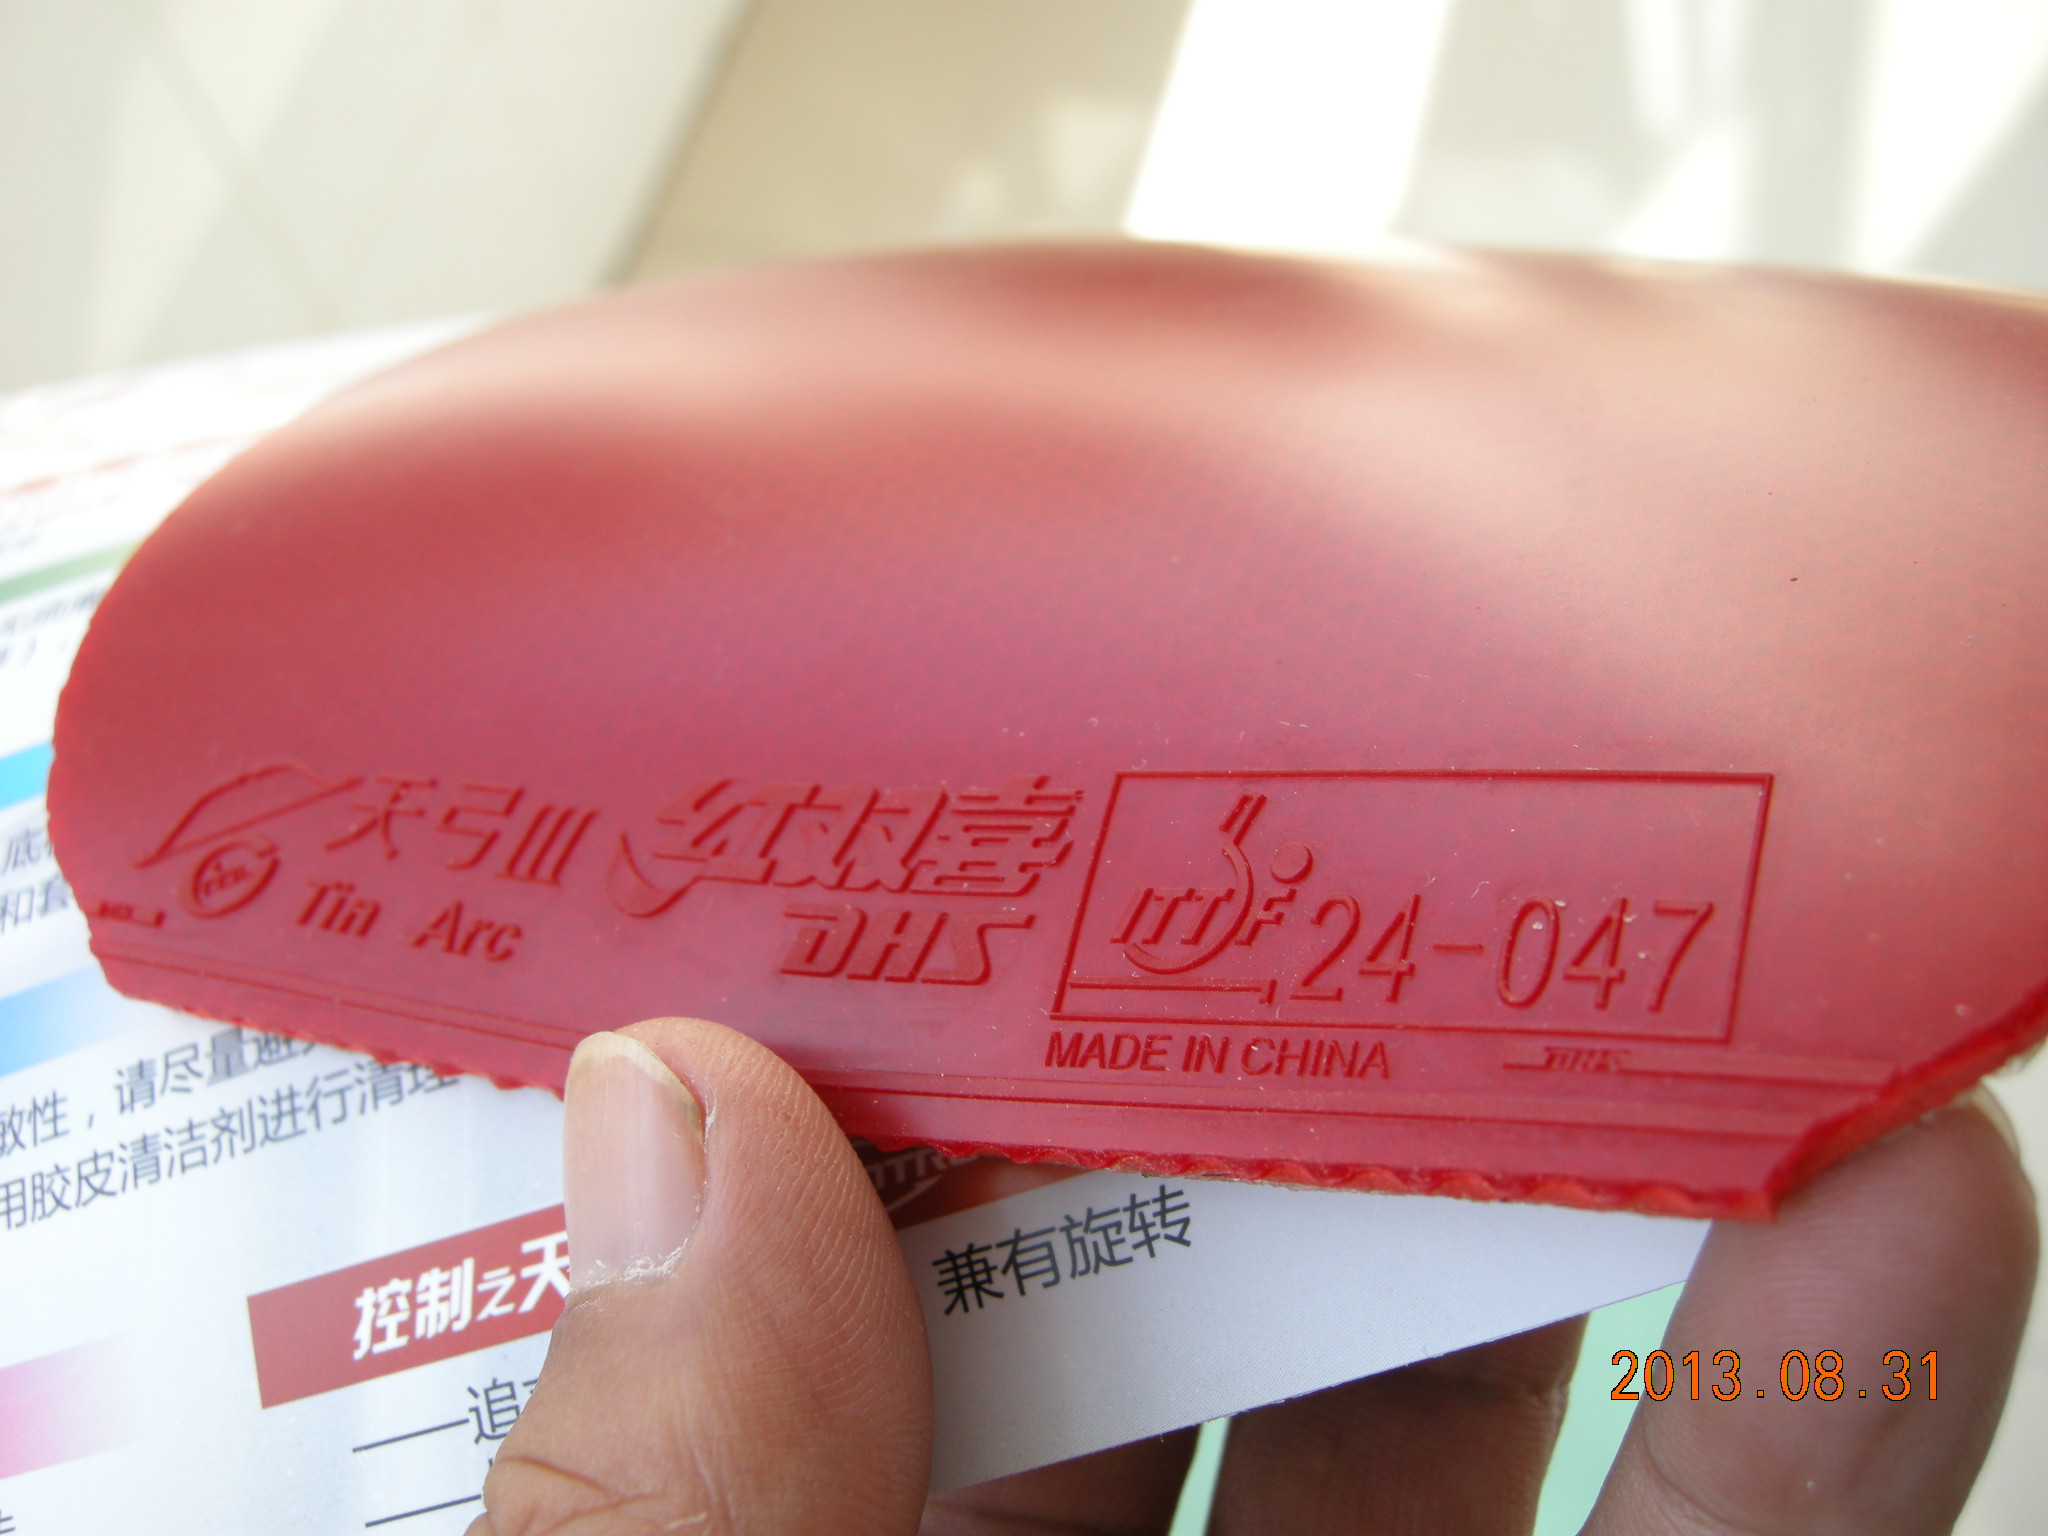 天弓III
Tin Arc
红双喜
DHS
ITTF 24-047
MADE IN CHINA
DHS
敏性，请尽量避
用胶皮清洁剂进行清理
控制之天
兼有旋转
——追
2013.08.31